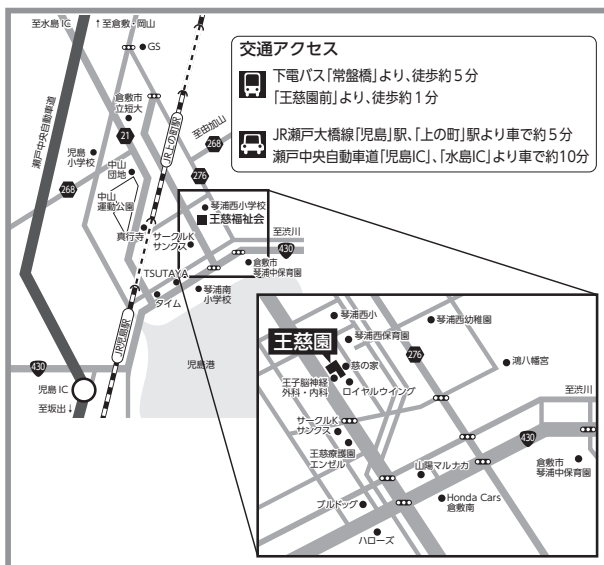 至水島IC
↑至倉敷・岡山
GS
瀬戸中央自動車道
倉敷市
立短大
21
JR上の町駅
至由加山
268
児島
小学校
中山
団地
276
268
中山
運動公園
琴浦西小学校
王慈福祉会
真行寺
サークルK
サンクス
至渋川
430
TSUTAYA
倉敷市
琴浦中保育園
タイム
琴浦南
小学校
JR児島駅
430
児島港
児島IC
至坂出↓
交通アクセス
下電バス「常盤橋」より、徒歩約5分
「王慈園前」より、徒歩約1分
JR瀬戸大橋線「児島」駅、「上の町」駅より車で約5分
瀬戸中央自動車道「児島IC」、「水島IC」より車で約10分
琴浦西小
琴浦西幼稚園
琴浦西保育園
276
王慈園
慈の家
鴻八幡宮
王子脳神経
外科・内科
ロイヤルウイング
至渋川
サークルK
サンクス
430
王慈療護園
エンゼル
山陽マルナカ
倉敷市
琴浦中保育園
ブルドッグ
Honda Cars
倉敷南
ハローズ